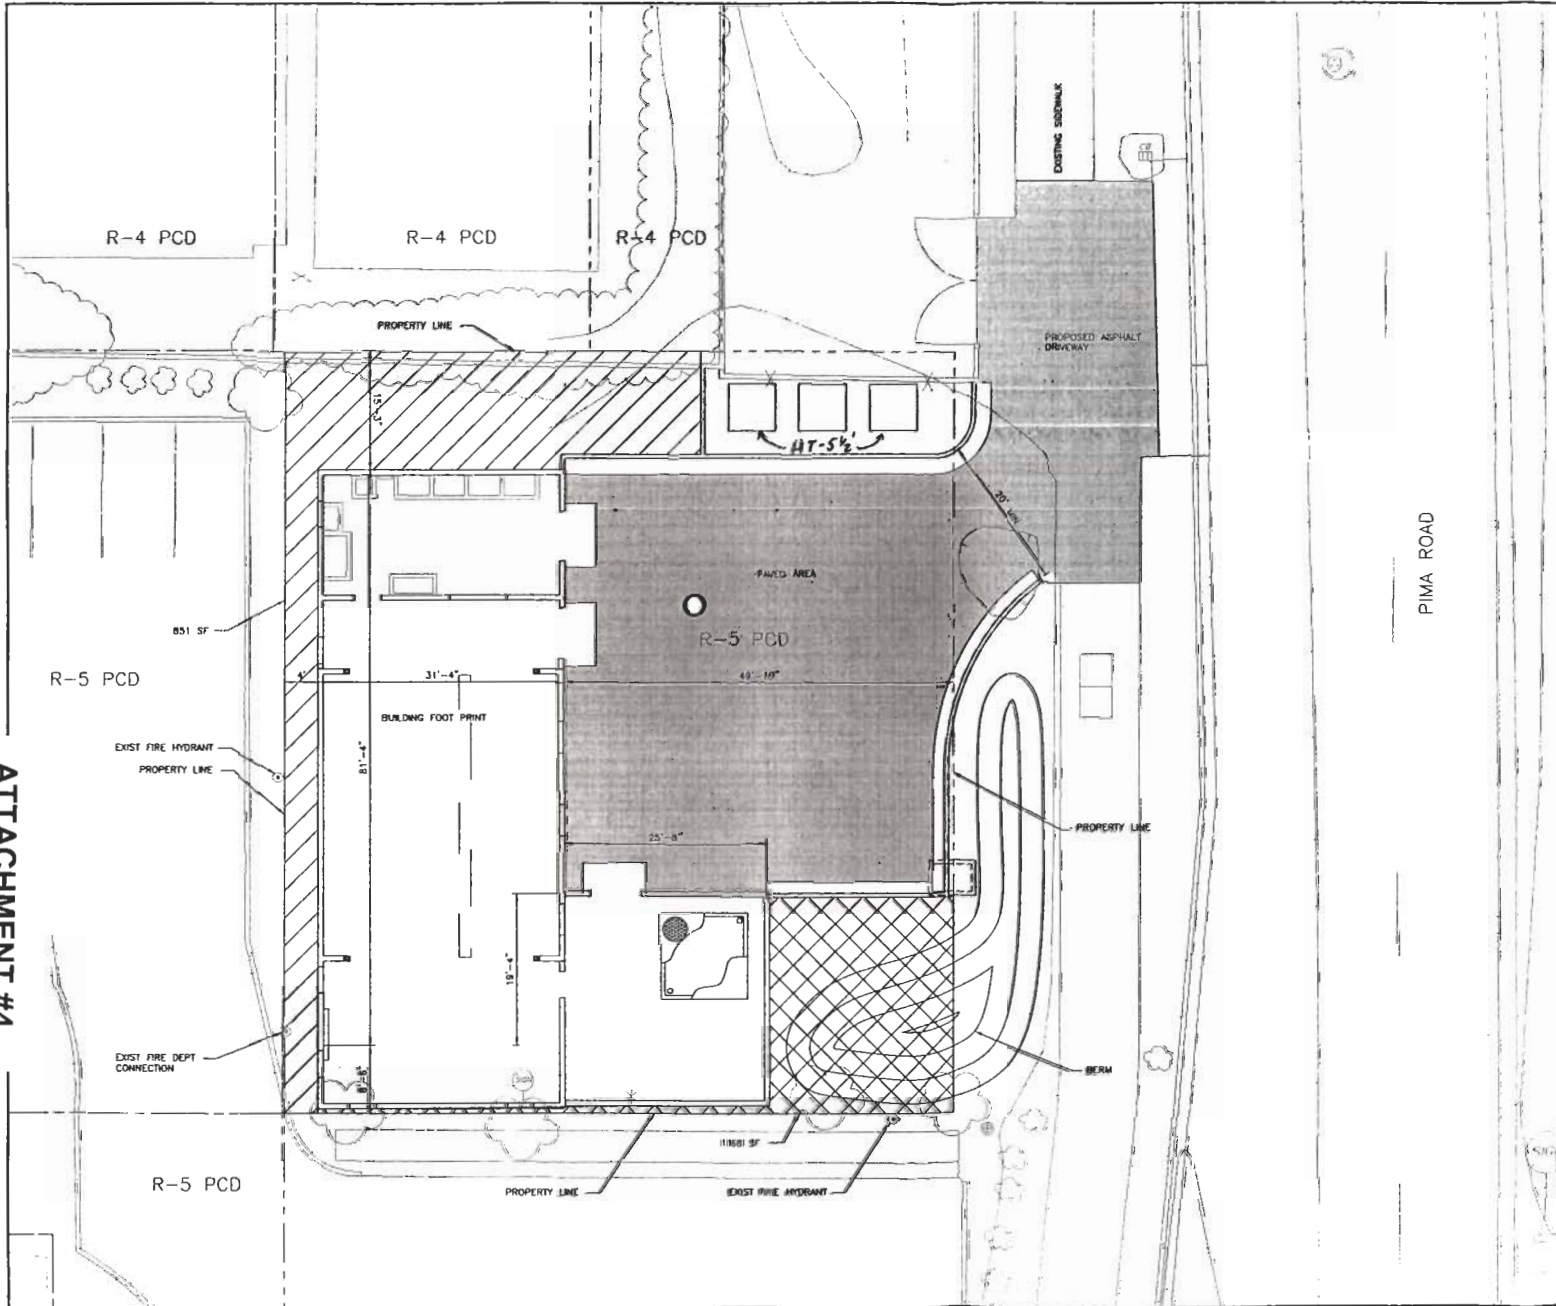 EXISTING SIDEWALK
R-4 PCD
R-4 PCD
R-4 PCD
PROPERTY LINE
PROPOSED ASPHALT
DRIVEWAY
15'-3"
HT-5½'
20' MIN
PAVED AREA
R-5 PCD
PIMA ROAD
851 SF
R-5 PCD
4'
31'-4"
49'-10"
BUILDING FOOT PRINT
EXIST FIRE HYDRANT
PROPERTY LINE
81'-4"
25'-8"
PROPERTY LINE
ATTACHMENT #4
19'-4"
EXIST FIRE DEPT
CONNECTION
8'-8"
BERM
R-5 PCD
PROPERTY LINE
EXIST FIRE HYDRANT